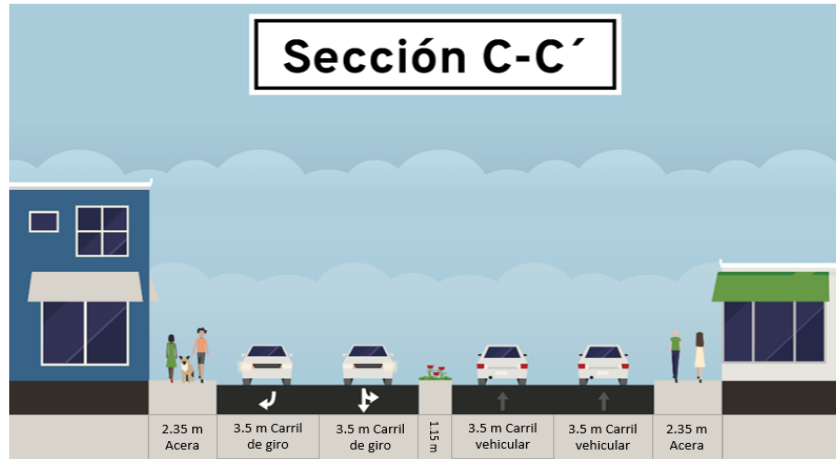 Sección C-C´
2.35 m
Acera
3.5 m Carril
de giro
3.5 m Carril
de giro
1.15 m
3.5 m Carril
vehicular
3.5 m Carril
vehicular
2.35 m
Acera